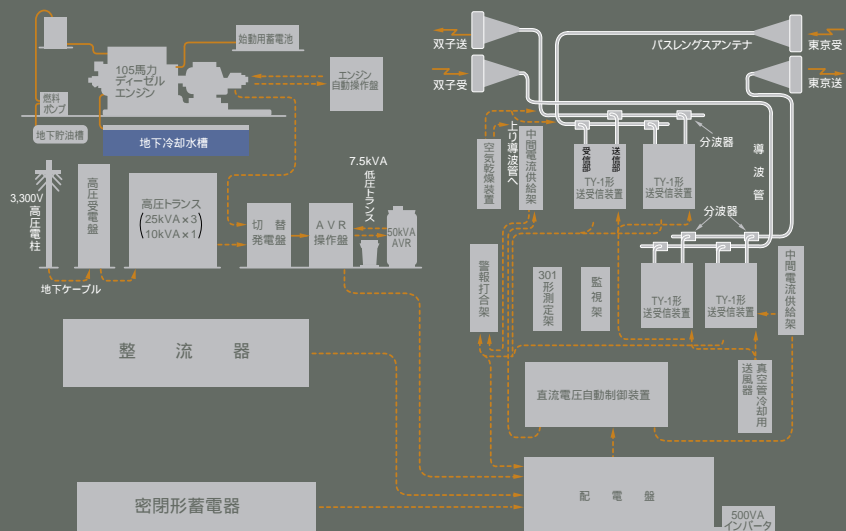 双子送
双子受
パスレングスアンテナ
東京受
東京送
始動用蓄電池
105馬力
ディーゼル
エンジン
エンジン
自動操作盤
燃料
ポンプ
地下貯油槽
地下冷却水槽
空気乾燥装置
上り導波管へ
中間電流供給架
受信部
送信部
TY-1形
送受信装置
TY-1形
送受信装置
分波器
導波管
分波器
3,300V
高圧電柱
高圧受電盤
高圧トランス
(25kVA×3
10kVA×1)
切替
発電盤
AVR
操作盤
7.5kVA
低圧トランス
50kVA
AVR
地下ケーブル
警報打合架
301
形測定架
監視架
TY-1形
送受信装置
TY-1形
送受信装置
中間電流供給架
整流器
直流電圧自動制御装置
真空管冷却用
送風器
密閉形蓄電器
配電盤
500VA
インバータ